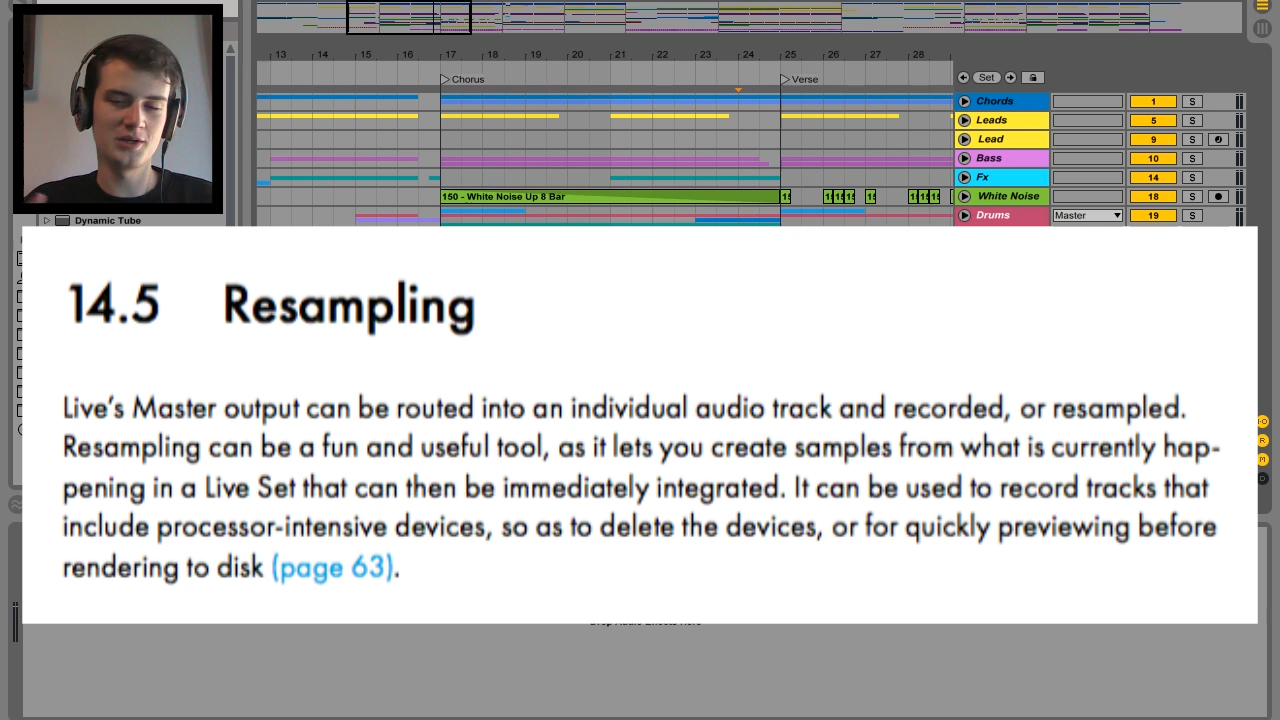 13 14 15 16 17 18 19 20 21 22 23 24 25 26 27 28
Chorus
Verse
Set
Chords 1 S
Leads 5 S
Lead 9 S
Bass 10 S
Fx 14 S
150 - White Noise Up 8 Bar
White Noise 18 S
Dynamic Tube
Drums Master 19 S
14.5 Resampling
Live's Master output can be routed into an individual audio track and recorded, or resampled.
Resampling can be a fun and useful tool, as it lets you create samples from what is currently hap-
pening in a Live Set that can then be immediately integrated. It can be used to record tracks that
include processor-intensive devices, so as to delete the devices, or for quickly previewing before
rendering to disk (page 63).